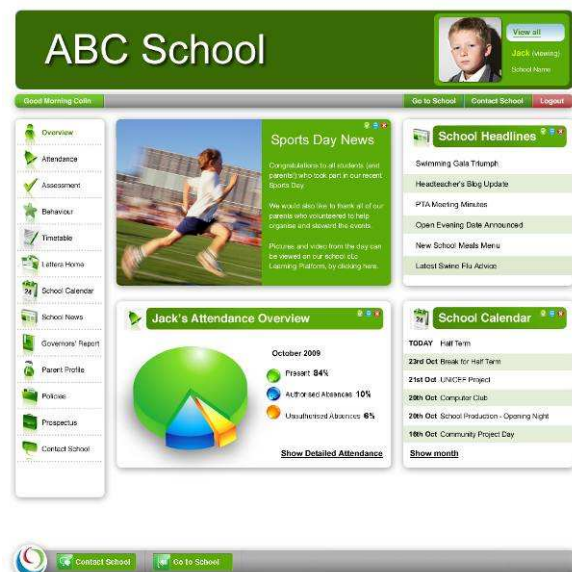 ABC School
View all
Jack (viewing)
School Name
Good Morning Colin
Go to School
Contact School
Logout
Overview
Attendance
Assessment
Behaviour
Timetable
Letters Home
School Calendar
School News
Governors' Report
Parent Profile
Policies
Prospectus
Contact School
Sports Day News
Congratulations to all students (and
parents!) who took part in our recent
Sports Day.
We would also like to thank all of our
parents who volunteered to help
organise and steward the events.
Pictures and video from the day can
be viewed on our school eLc
Learning Platform, by clicking here.
School Headlines
Swimming Gala Triumph
Headteacher's Blog Update
PTA Meeting Minutes
Open Evening Date Announced
New School Meals Menu
Latest Swine Flu Advice
Jack's Attendance Overview
October 2009
Present 84%
Authorised Absences 10%
Unauthorised Absences 6%
Show Detailed Attendance
24
School Calendar
TODAY Half Term
23rd Oct Break for Half Term
21st Oct UNICEF Project
20th Oct Computer Club
20th Oct School Production - Opening Night
16th Oct Community Project Day
Show month
Contact School
Go to School